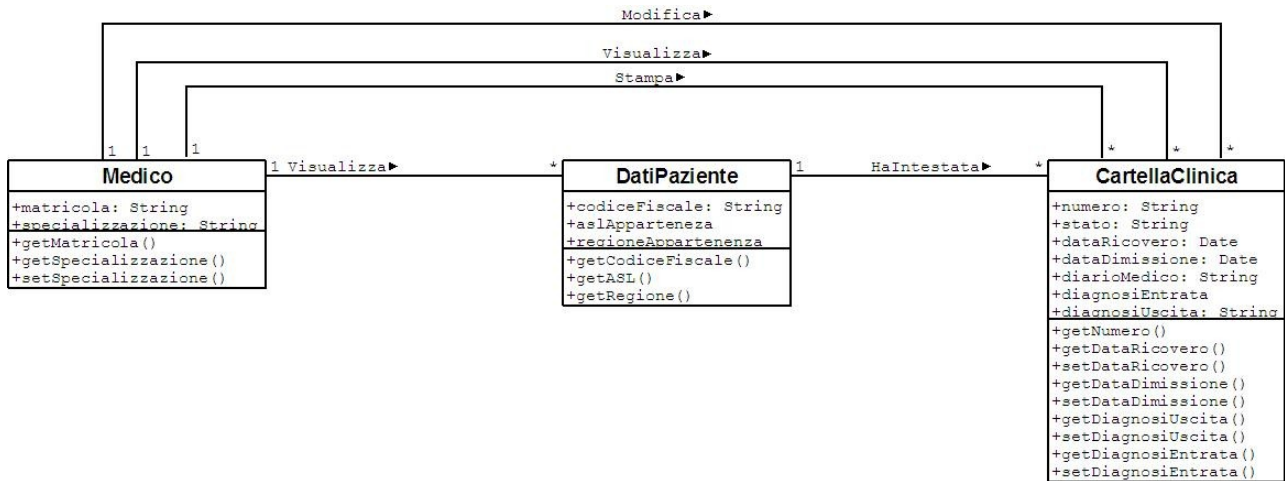 Modifica►
Visualizza►
Stampa►
1 1 1
* * *
1 Visualizza► *
1 HaIntestata► *
Medico
+matricola: String
+specializzazione: String
+getMatricola()
+getSpecializzazione()
+setSpecializzazione()
DatiPaziente
+codiceFiscale: String
+aslApparteneza
+regioneAppartenenza
+getCodiceFiscale()
+getASL()
+getRegione()
CartellaClinica
+numero: String
+stato: String
+dataRicovero: Date
+dataDimissione: Date
+diarioMedico: String
+diagnosiEntrata
+diagnosiUscita: String
+getNumero()
+getDataRicovero()
+setDataRicovero()
+getDataDimissione()
+setDataDimissione()
+getDiagnosiUscita()
+setDiagnosiUscita()
+getDiagnosiEntrata()
+setDiagnosiEntrata()